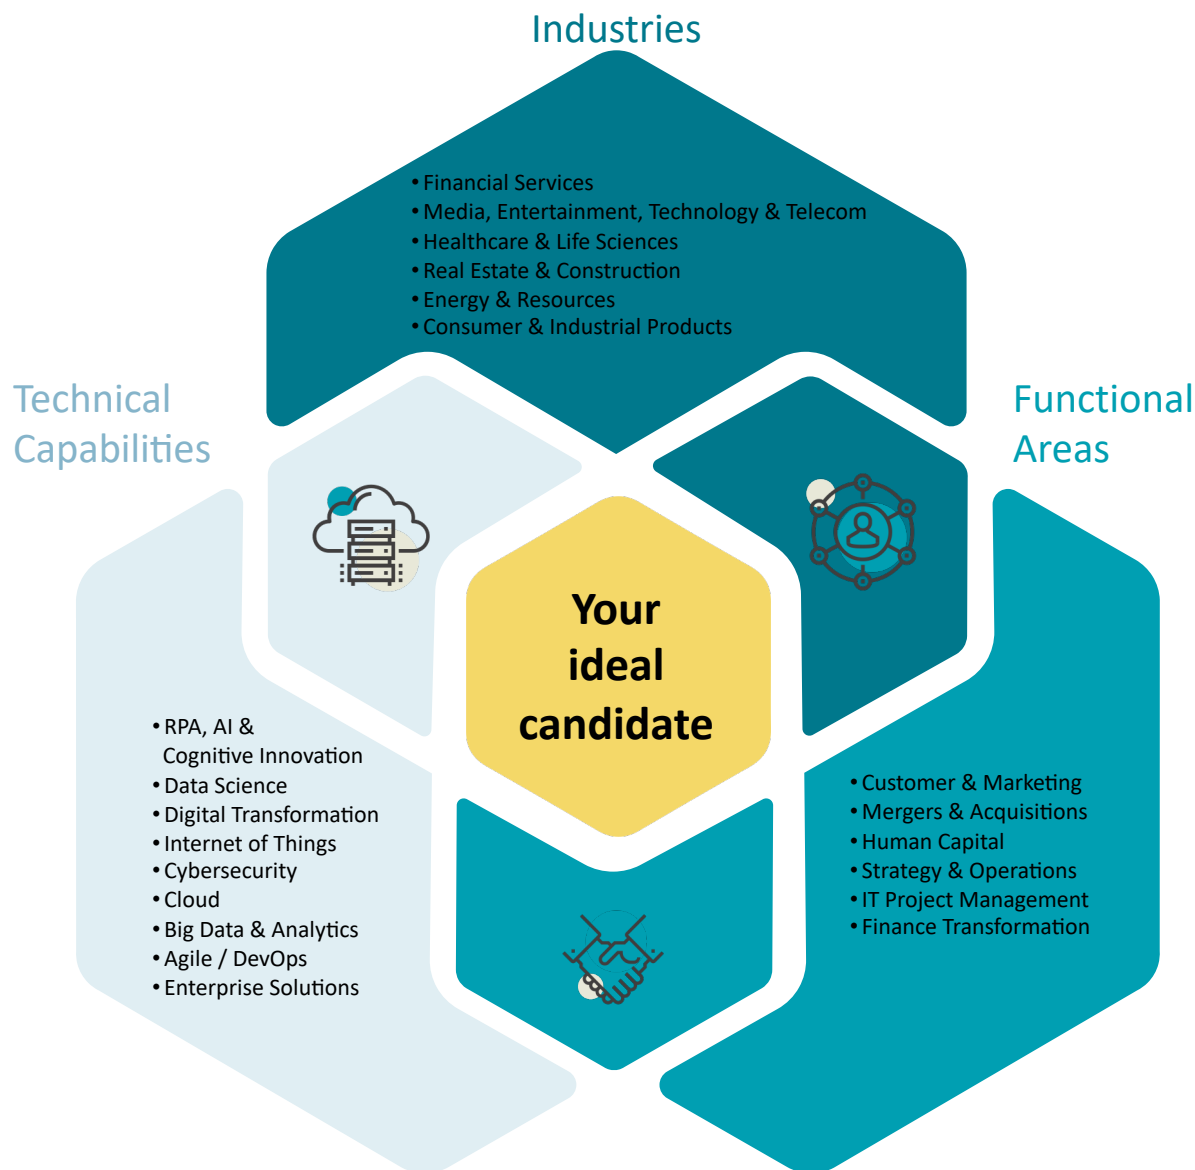 Industries
• Financial Services
• Media, Entertainment, Technology & Telecom
• Healthcare & Life Sciences
• Real Estate & Construction
• Energy & Resources
• Consumer & Industrial Products
Technical
Capabilities
Functional
Areas
Your
ideal
candidate
• RPA, AI &
Cognitive Innovation
• Data Science
• Digital Transformation
• Internet of Things
• Cybersecurity
• Cloud
• Big Data & Analytics
• Agile / DevOps
• Enterprise Solutions
• Customer & Marketing
• Mergers & Acquisitions
• Human Capital
• Strategy & Operations
• IT Project Management
• Finance Transformation